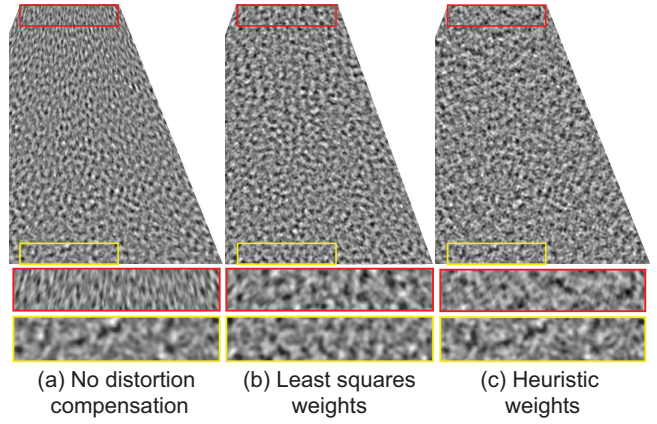 (a) No distortion
compensation
(b) Least squares
weights
(c) Heuristic
weights